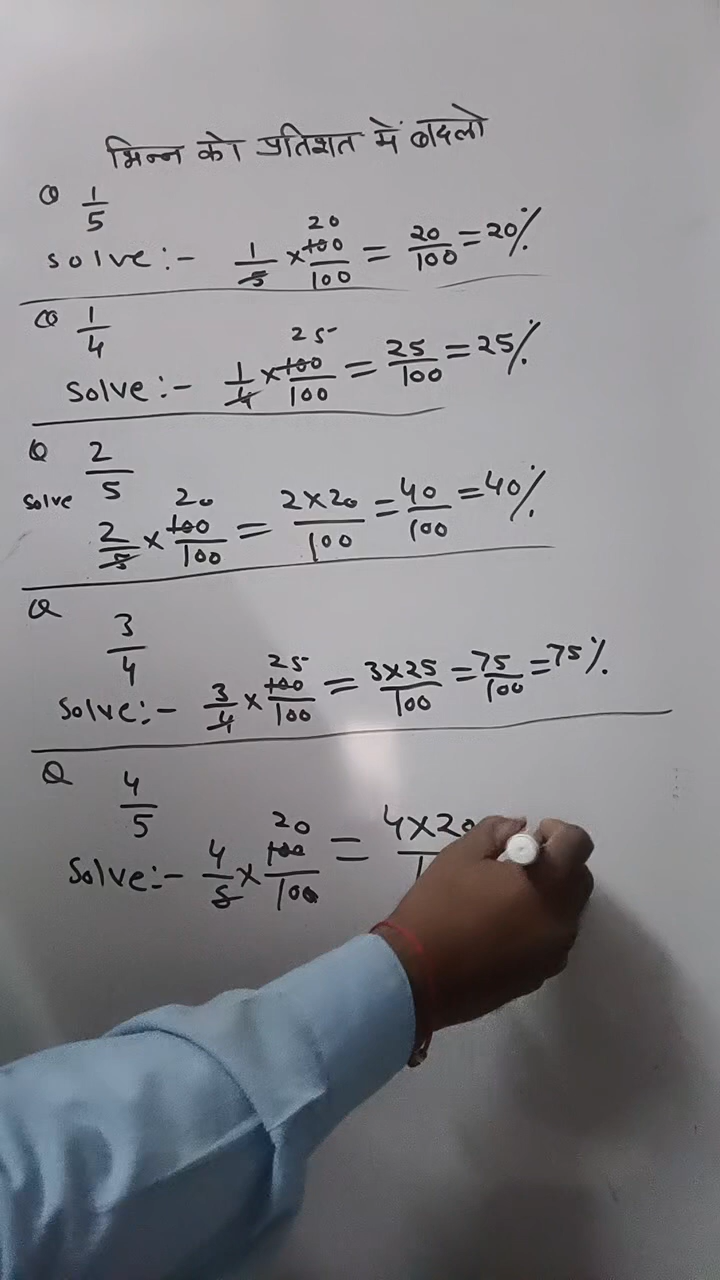 भिन्न को प्रतिशत में बदलो
Q 1/5
Solve:- 1/5 × 100/100 20 = 20/100 = 20%
Q 1/4
Solve:- 1/4 × 100/100 25 = 25/100 = 25%
Q 2/5
Solve
2/5 × 100/100 20 = 2×20/100 = 40/100 = 40%
Q 3/4
Solve:- 3/4 × 100/100 25 = 3×25/100 = 75/100 = 75%
Q 4/5
Solve:- 4/5 × 100/100 20 = 4×20